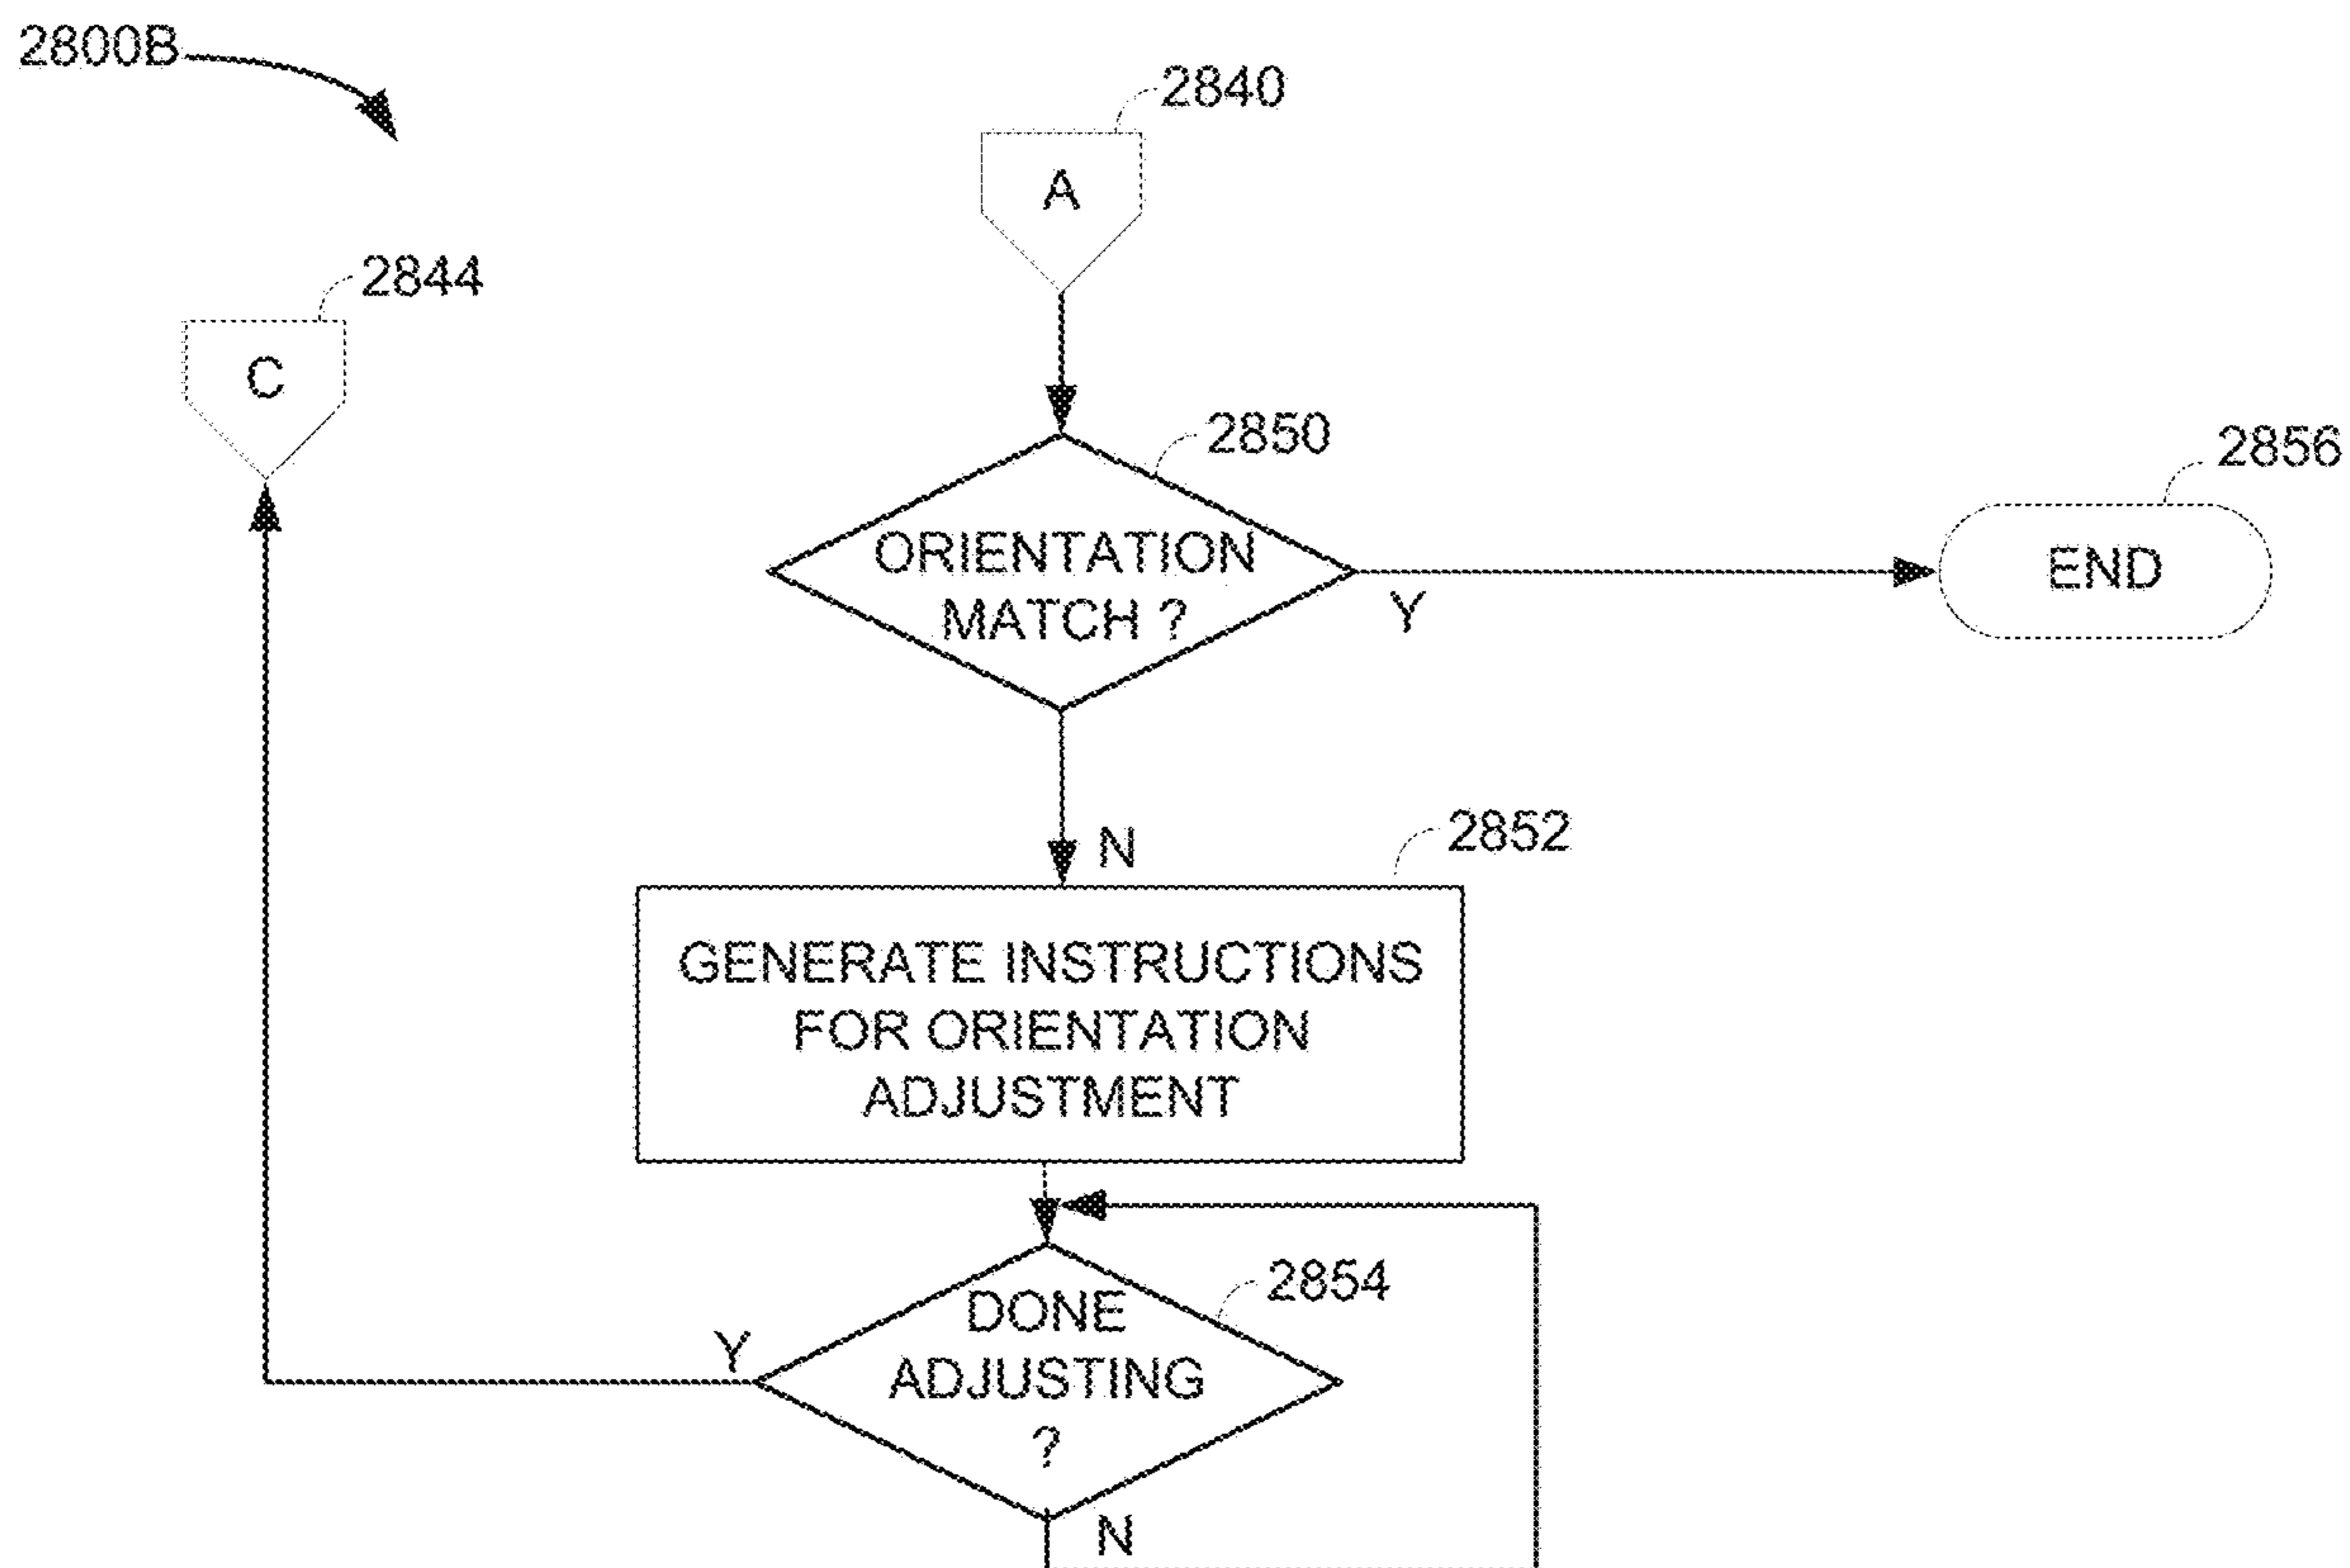 2800B
2840
A
2844
C
2850
2856
ORIENTATION
MATCH ?
END
Y
N
2852
GENERATE INSTRUCTIONS
FOR ORIENTATION
ADJUSTMENT
2854
DONE
ADJUSTING
?
Y
N